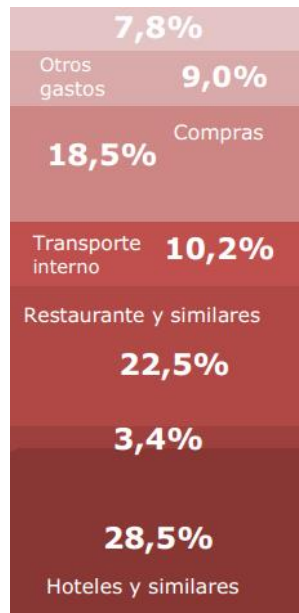 7,8%
Otros
gastos
9,0%
Compras
18,5%
Transporte
interno
10,2%
Restaurante y similares
22,5%
3,4%
28,5%
Hoteles y similares